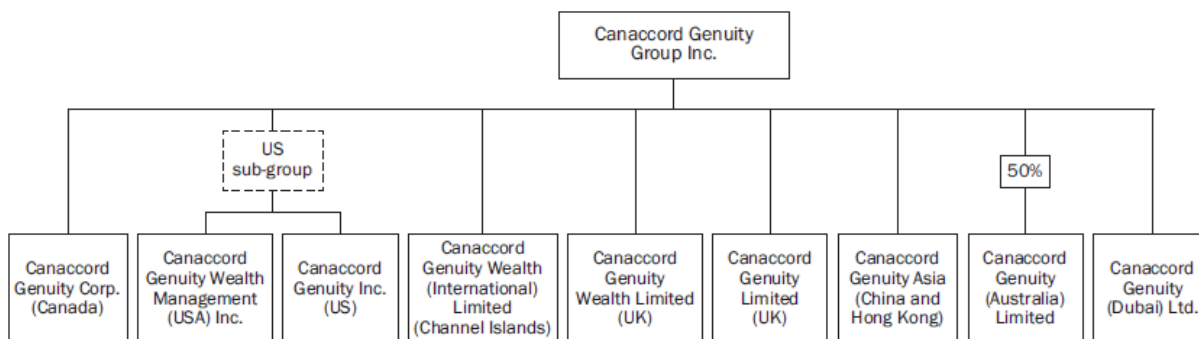 Canaccord Genuity
Group Inc.
US
sub-group
50%
Canaccord
Genuity Corp.
(Canada)
Canaccord
Genuity Wealth
Management
(USA) Inc.
Canaccord
Genuity Inc.
(US)
Canaccord
Genuity Wealth
(International)
Limited
(Channel Islands)
Canaccord
Genuity
Wealth Limited
(UK)
Canaccord
Genuity
Limited
(UK)
Canaccord
Genuity Asia
(China and
Hong Kong)
Canaccord
Genuity
(Australia)
Limited
Canaccord
Genuity
(Dubai) Ltd.